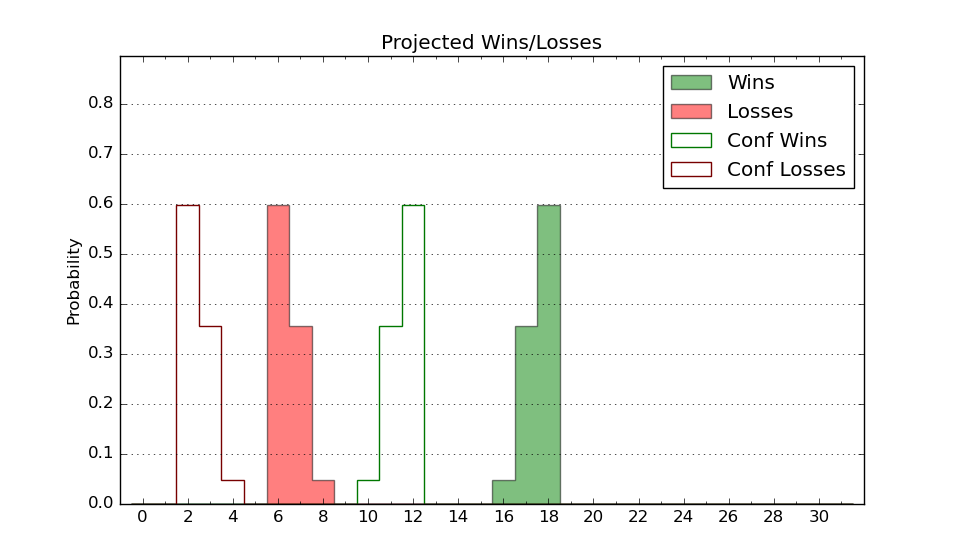 Projected Wins/Losses
Wins
Losses
Conf Wins
Conf Losses
Probability
0.8
0.7
0.6
0.5
0.4
0.3
0.2
0.1
0.0
0 2 4 6 8 10 12 14 16 18 20 22 24 26 28 30